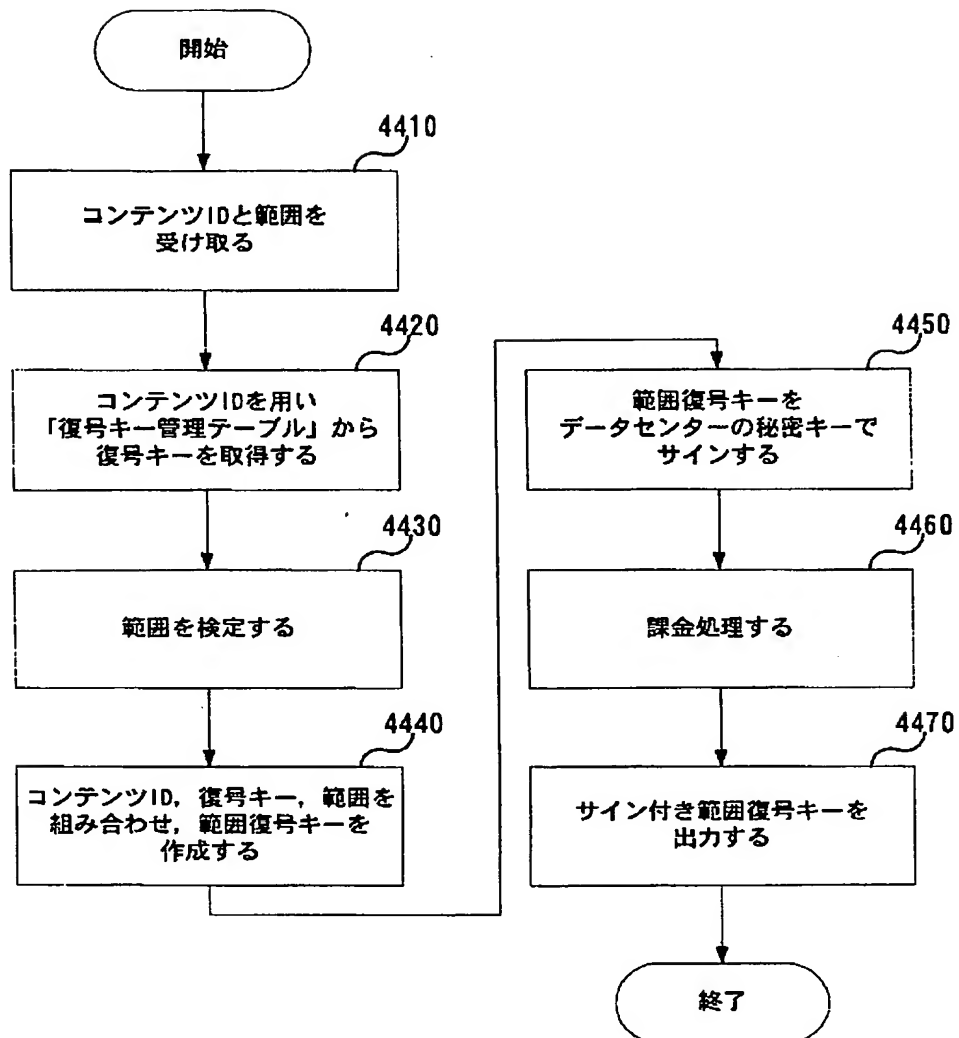 開始
4410
コンテンツIDと範囲を
受け取る
4420
コンテンツIDを用い
「復号キー管理テーブル」から
復号キーを取得する
4430
範囲を検定する
4440
コンテンツID，復号キー，範囲を
組み合わせ，範囲復号キーを
作成する
4450
範囲復号キーを
データセンターの秘密キーで
サインする
4460
課金処理する
4470
サイン付き範囲復号キーを
出力する
終了